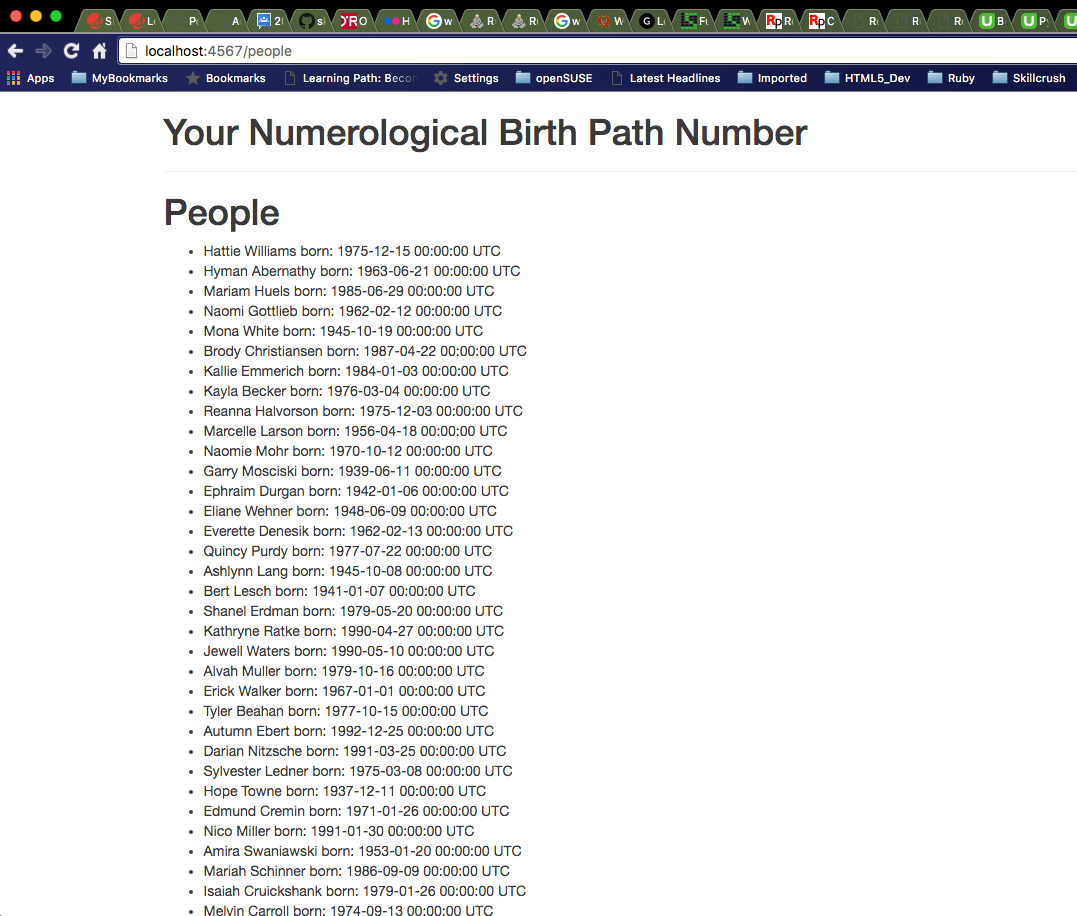 S L P A 2 s O H w R R w W L F W R C R R R B P
localhost:4567/people
Apps MyBookmarks Bookmarks Learning Path: Becon Settings openSUSE Latest Headlines Imported HTML5_Dev Ruby Skillcrush
Your Numerological Birth Path Number
People
• Hattie Williams born: 1975-12-15 00:00:00 UTC
• Hyman Abernathy born: 1963-06-21 00:00:00 UTC
• Mariam Huels born: 1985-06-29 00:00:00 UTC
• Naomi Gottlieb born: 1962-02-12 00:00:00 UTC
• Mona White born: 1945-10-19 00:00:00 UTC
• Brody Christiansen born: 1987-04-22 00:00:00 UTC
• Kallie Emmerich born: 1984-01-03 00:00:00 UTC
• Kayla Becker born: 1976-03-04 00:00:00 UTC
• Reanna Halvorson born: 1975-12-03 00:00:00 UTC
• Marcelle Larson born: 1956-04-18 00:00:00 UTC
• Naomie Mohr born: 1970-10-12 00:00:00 UTC
• Garry Mosciski born: 1939-06-11 00:00:00 UTC
• Ephraim Durgan born: 1942-01-06 00:00:00 UTC
• Eliane Wehner born: 1948-06-09 00:00:00 UTC
• Everette Denesik born: 1962-02-13 00:00:00 UTC
• Quincy Purdy born: 1977-07-22 00:00:00 UTC
• Ashlynn Lang born: 1945-10-08 00:00:00 UTC
• Bert Lesch born: 1941-01-07 00:00:00 UTC
• Shanel Erdman born: 1979-05-20 00:00:00 UTC
• Kathryne Ratke born: 1990-04-27 00:00:00 UTC
• Jewell Waters born: 1990-05-10 00:00:00 UTC
• Alvah Muller born: 1979-10-16 00:00:00 UTC
• Erick Walker born: 1967-01-01 00:00:00 UTC
• Tyler Beahan born: 1977-10-15 00:00:00 UTC
• Autumn Ebert born: 1992-12-25 00:00:00 UTC
• Darian Nitzsche born: 1991-03-25 00:00:00 UTC
• Sylvester Ledner born: 1975-03-08 00:00:00 UTC
• Hope Towne born: 1937-12-11 00:00:00 UTC
• Edmund Cremin born: 1971-01-26 00:00:00 UTC
• Nico Miller born: 1991-01-30 00:00:00 UTC
• Amira Swaniawski born: 1953-01-20 00:00:00 UTC
• Mariah Schinner born: 1986-09-09 00:00:00 UTC
• Isaiah Cruickshank born: 1979-01-26 00:00:00 UTC
• Melvin Carroll born: 1974-09-13 00:00:00 UTC